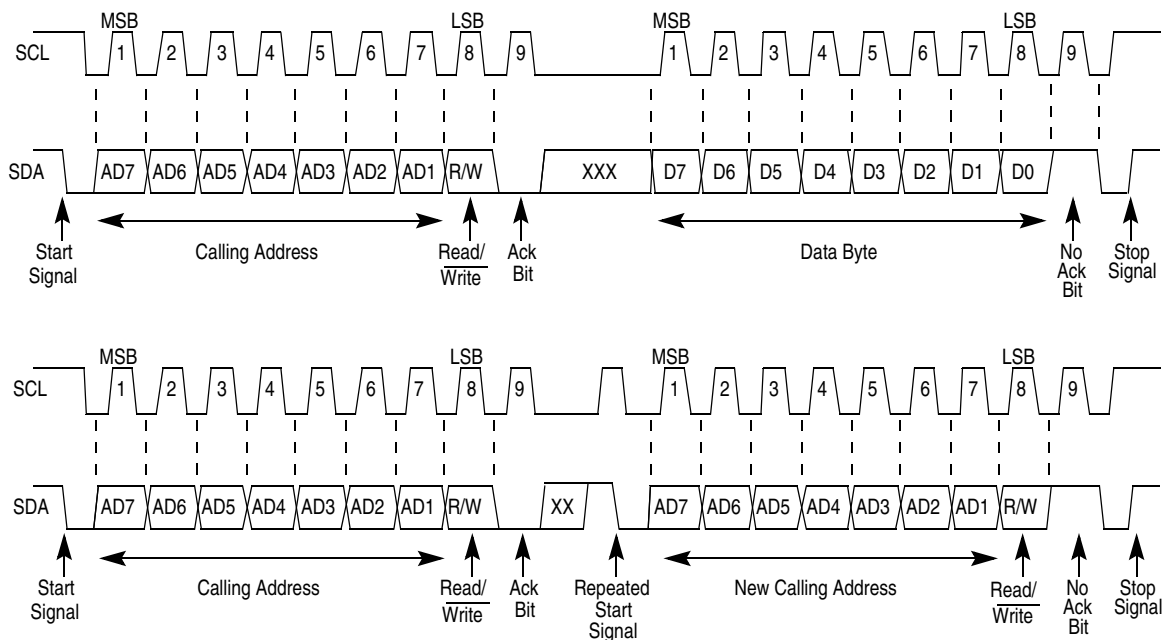 MSB LSB MSB LSB
SCL 1 2 3 4 5 6 7 8 9 1 2 3 4 5 6 7 8 9
SDA AD7 AD6 AD5 AD4 AD3 AD2 AD1 R/W XXX D7 D6 D5 D4 D3 D2 D1 D0
Start Calling Address Read/ Ack Data Byte No Stop
Signal Write Bit Ack Signal
Bit
MSB LSB MSB LSB
SCL 1 2 3 4 5 6 7 8 9 1 2 3 4 5 6 7 8 9
SDA AD7 AD6 AD5 AD4 AD3 AD2 AD1 R/W XX AD7 AD6 AD5 AD4 AD3 AD2 AD1 R/W
Start Calling Address Read/ Ack Repeated New Calling Address Read/ No Stop
Signal Write Bit Start Write Ack Signal
Signal Bit